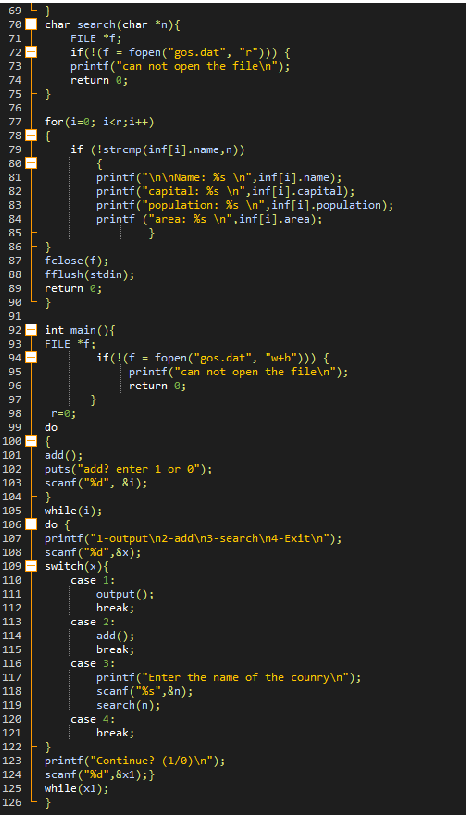 69 }
70 char search(char *n){
71 FILE *f;
72 if(!(f = fopen("gos.dat", "r"))) {
73 printf("can not open the file\n");
74 return 0;
75 }
76
77 for(i=0; i<r;i++)
78 {
79 if (!strcmp(inf[i].name,n))
80 {
81 printf("\n\nName: %s \n",inf[i].name);
82 printf("capital: %s \n",inf[i].capital);
83 printf("population: %s \n",inf[i].population);
84 printf ("area: %s \n",inf[i].area);
85 }
86 }
87 fclose(f);
88 fflush(stdin);
89 return 0;
90 }
91
92 int main(){
93 FILE *f;
94 if(!(f = fopen("gos.dat", "w+b"))) {
95 printf("can not open the file\n");
96 return 0;
97 }
98 r=0;
99 do
100 {
101 add();
102 puts("add? enter 1 or 0");
103 scanf("%d", &i);
104 }
105 while(i);
106 do {
107 printf("1-output\n2-add\n3-search\n4-Exit\n");
108 scanf("%d",&x);
109 switch(x){
110 case 1:
111 output();
112 break;
113 case 2:
114 add();
115 break;
116 case 3:
117 printf("Enter the name of the counry\n");
118 scanf("%s",&n);
119 search(n);
120 case 4:
121 break;
122 }
123 printf("Continue? (1/0)\n");
124 scanf("%d",&x1);}
125 while(x1);
126 }